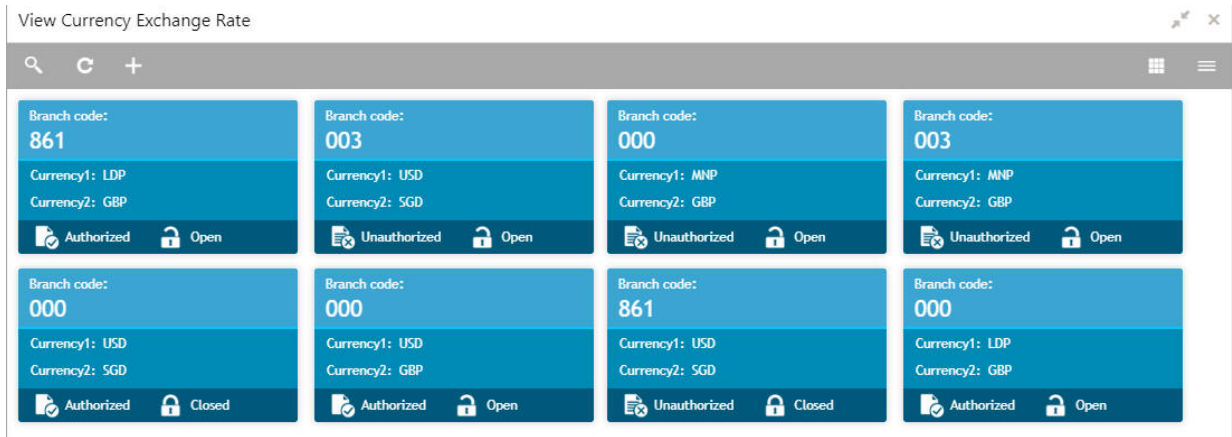 View Currency Exchange Rate
Branch code:
861
Currency1: LDP
Currency2: GBP
Authorized Open
Branch code:
003
Currency1: USD
Currency2: SGD
Unauthorized Open
Branch code:
000
Currency1: MNP
Currency2: GBP
Unauthorized Open
Branch code:
003
Currency1: MNP
Currency2: GBP
Unauthorized Open
Branch code:
000
Currency1: USD
Currency2: SGD
Authorized Closed
Branch code:
000
Currency1: USD
Currency2: GBP
Authorized Open
Branch code:
861
Currency1: USD
Currency2: SGD
Unauthorized Closed
Branch code:
000
Currency1: LDP
Currency2: GBP
Authorized Open